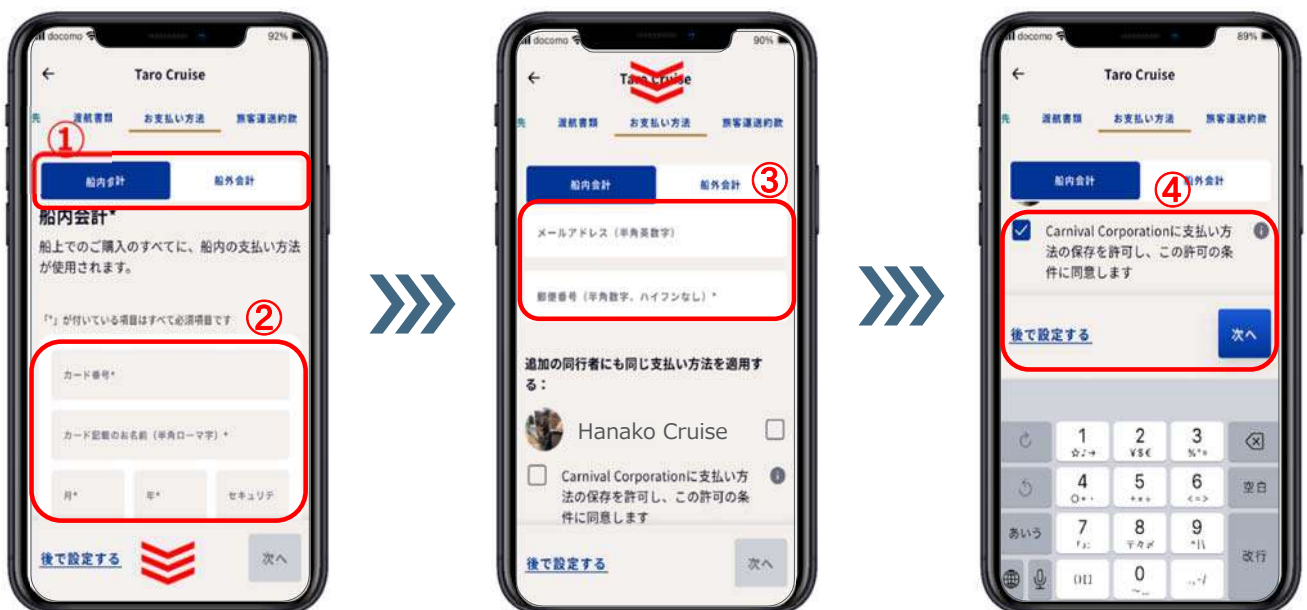 docomo
92%
←
Taro Cruise
先
渡航書類
お支払い方法
旅客運送約款
①
船内会計
船外会計
船内会計*
船上でのご購入のすべてに、船内の支払い方法
が使用されます。
「*」が付いている項目はすべて必須項目です
②
カード番号*
カード記載のお名前（半角ローマ字）*
月*
年*
セキュリテ
後で設定する
次へ
docomo
90%
←
Taro Cruise
先
渡航書類
お支払い方法
旅客運送約款
船内会計
船外会計
③
メールアドレス（半角英数字）
郵便番号（半角数字、ハイフンなし）*
追加の同行者にも同じ支払い方法を適用す
る：
Hanako Cruise
Carnival Corporationに支払い方
法の保存を許可し、この許可の条
件に同意します
後で設定する
次へ
docomo
89%
←
Taro Cruise
先
渡航書類
お支払い方法
旅客運送約款
船内会計
船外会計
④
Carnival Corporationに支払い方
法の保存を許可し、この許可の条
件に同意します
後で設定する
次へ
1
☆♪→
2
¥$€
3
4
5
6
<=>
空白
あいう
7
8
〒々〆
9
改行
()[]
0